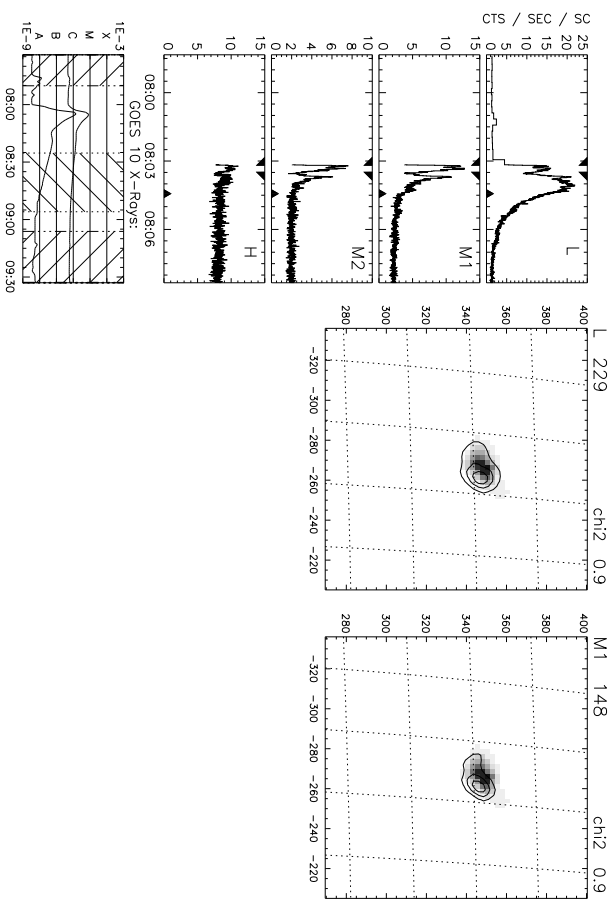 CTS / SEC / SC
25
20
15
10
5
0
L
15
10
5
0
M1
10
8
6
4
2
0
M2
15
10
5
0
H
08:00 08:03 08:06
GOES 10 X-Rays:
1E-3
X
M
C
B
A
1E-9
08:00 08:30 09:00 09:30
L 229 chi2 0.9
400
380
360
340
320
300
280
-320 -300 -280 -260 -240 -220
M1 148 chi2 0.9
400
380
360
340
320
300
280
-320 -300 -280 -260 -240 -220